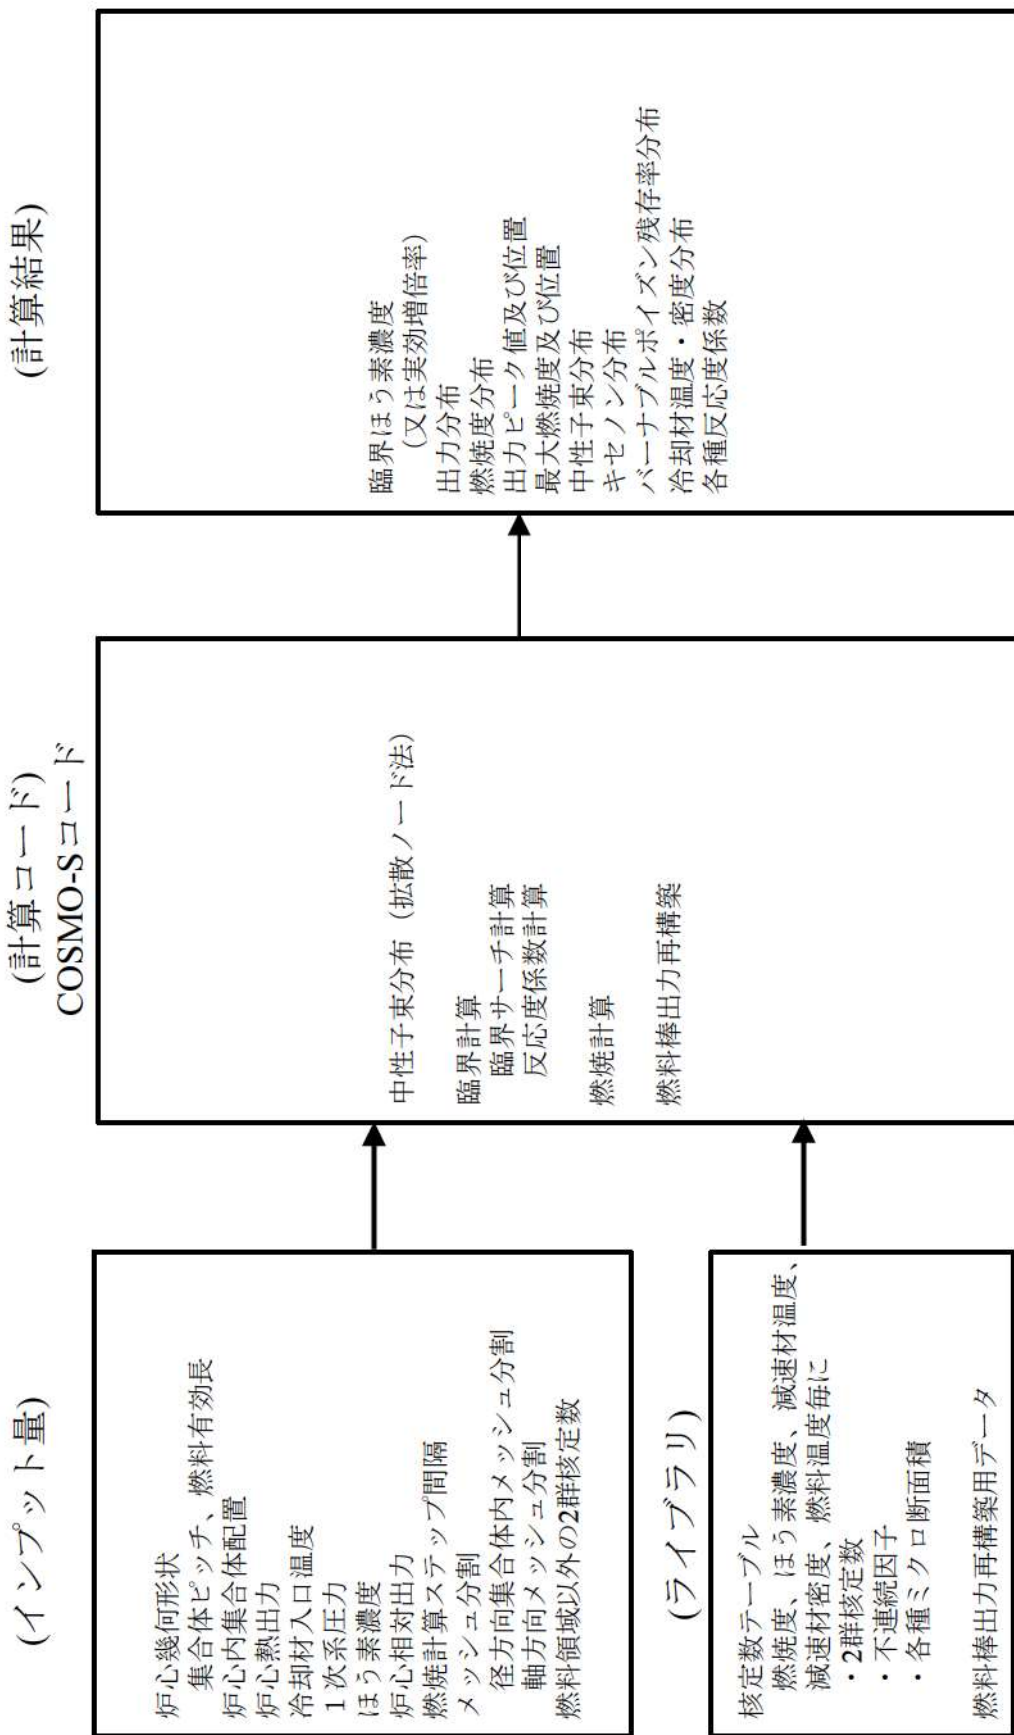 (インプット量)
炉心幾何形状
集合体ピッチ、燃料有効長
炉心内集合体配置
炉心熱出力
冷却材入口温度
1次系圧力
ほう素濃度
炉心相対出力
燃焼計算ステップ間隔
メッシュ分割
径方向集合体内メッシュ分割
軸方向メッシュ分割
燃料領域以外の2群核定数
(ライブラリ)
核定数テーブル
燃焼度、ほう素濃度、減速材温度、
減速材密度、燃料温度毎に
・2群核定数
・不連続因子
・各種ミクロ断面積
燃料棒出力再構築用データ
(計算コード)
COSMO-Sコード
中性子束分布（拡散ノード法）
臨界計算
臨界サーチ計算
反応度係数計算
燃焼計算
燃料棒出力再構築
(計算結果)
臨界ほう素濃度
(又は実効増倍率)
出力分布
燃焼度分布
出力ピーク値及び位置
最大燃焼度及び位置
中性子束分布
キセノン分布
バーナブルポイズン残存率分布
冷却材温度・密度分布
各種反応度係数